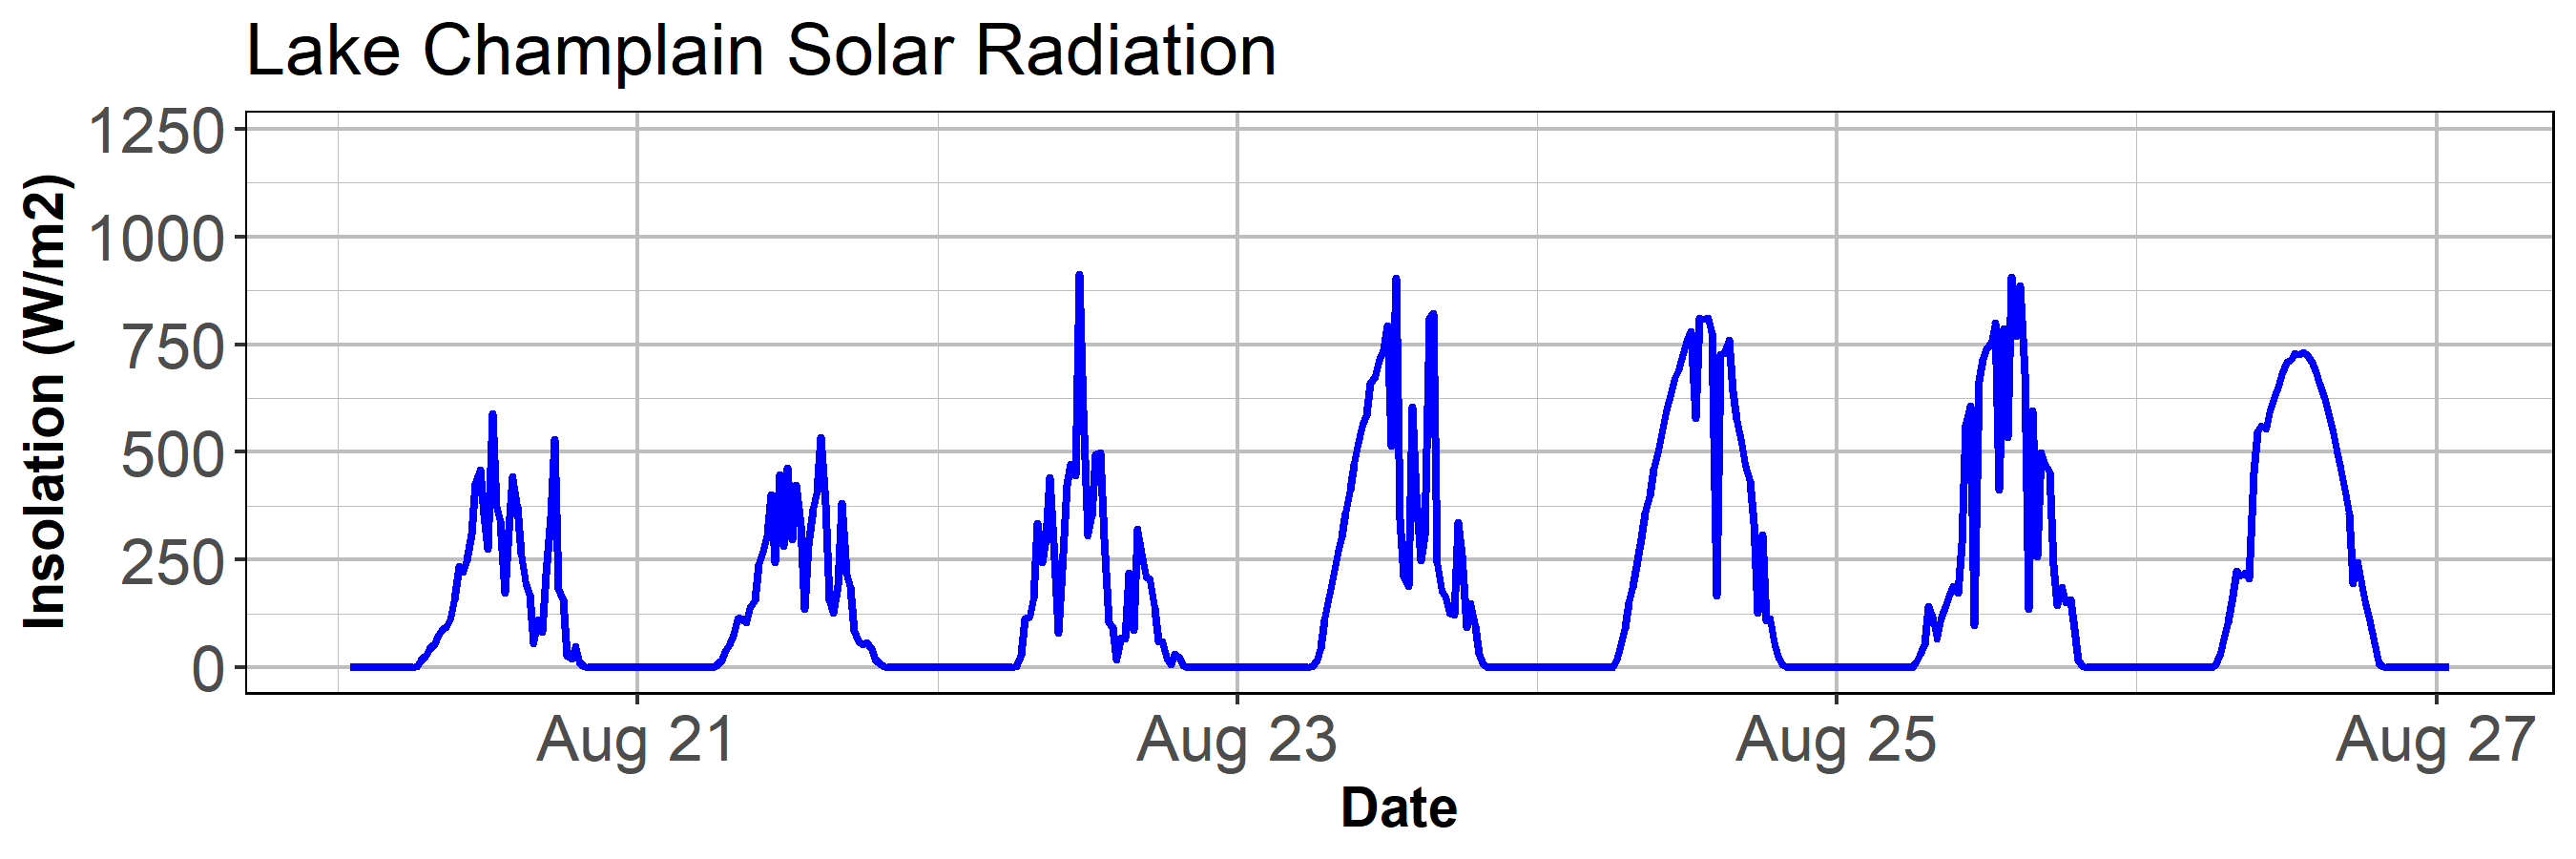 Lake Champlain Solar Radiation
Insolation (W/m2)
1250
1000
750
500
250
0
Aug 21
Aug 23
Aug 25
Aug 27
Date